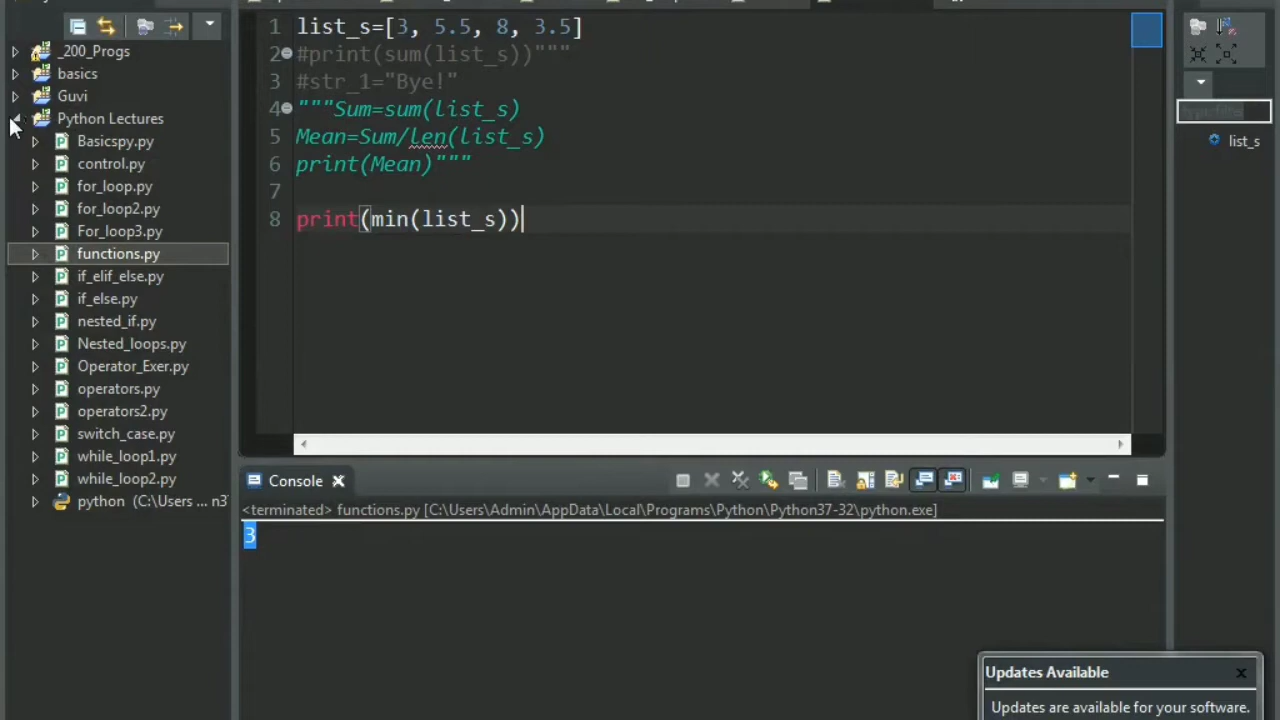 _200_Progs
basics
Guvi
Python Lectures
Basicspy.py
control.py
for_loop.py
for_loop2.py
For_loop3.py
functions.py
if_elif_else.py
if_else.py
nested_if.py
Nested_loops.py
Operator_Exer.py
operators.py
operators2.py
switch_case.py
while_loop1.py
while_loop2.py
python (C:\Users ... n37
1 list_s=[3, 5.5, 8, 3.5]
2 #print(sum(list_s))"""
3 #str_1="Bye!"
4 """Sum=sum(list_s)
5 Mean=Sum/len(list_s)
6 print(Mean)"""
7
8 print(min(list_s))
list_s
Console
<terminated> functions.py [C:\Users\Admin\AppData\Local\Programs\Python\Python37-32\python.exe]
3
Updates Available
Updates are available for your software.